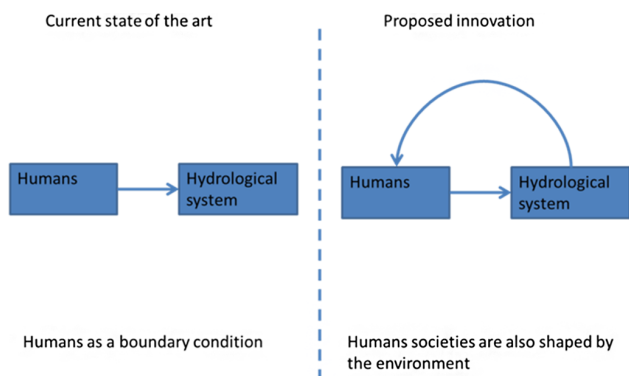 Current state of the art
Humans
Hydrological
system
Humans as a boundary condition
Proposed innovation
Humans
Hydrological
system
Humans societies are also shaped by
the environment